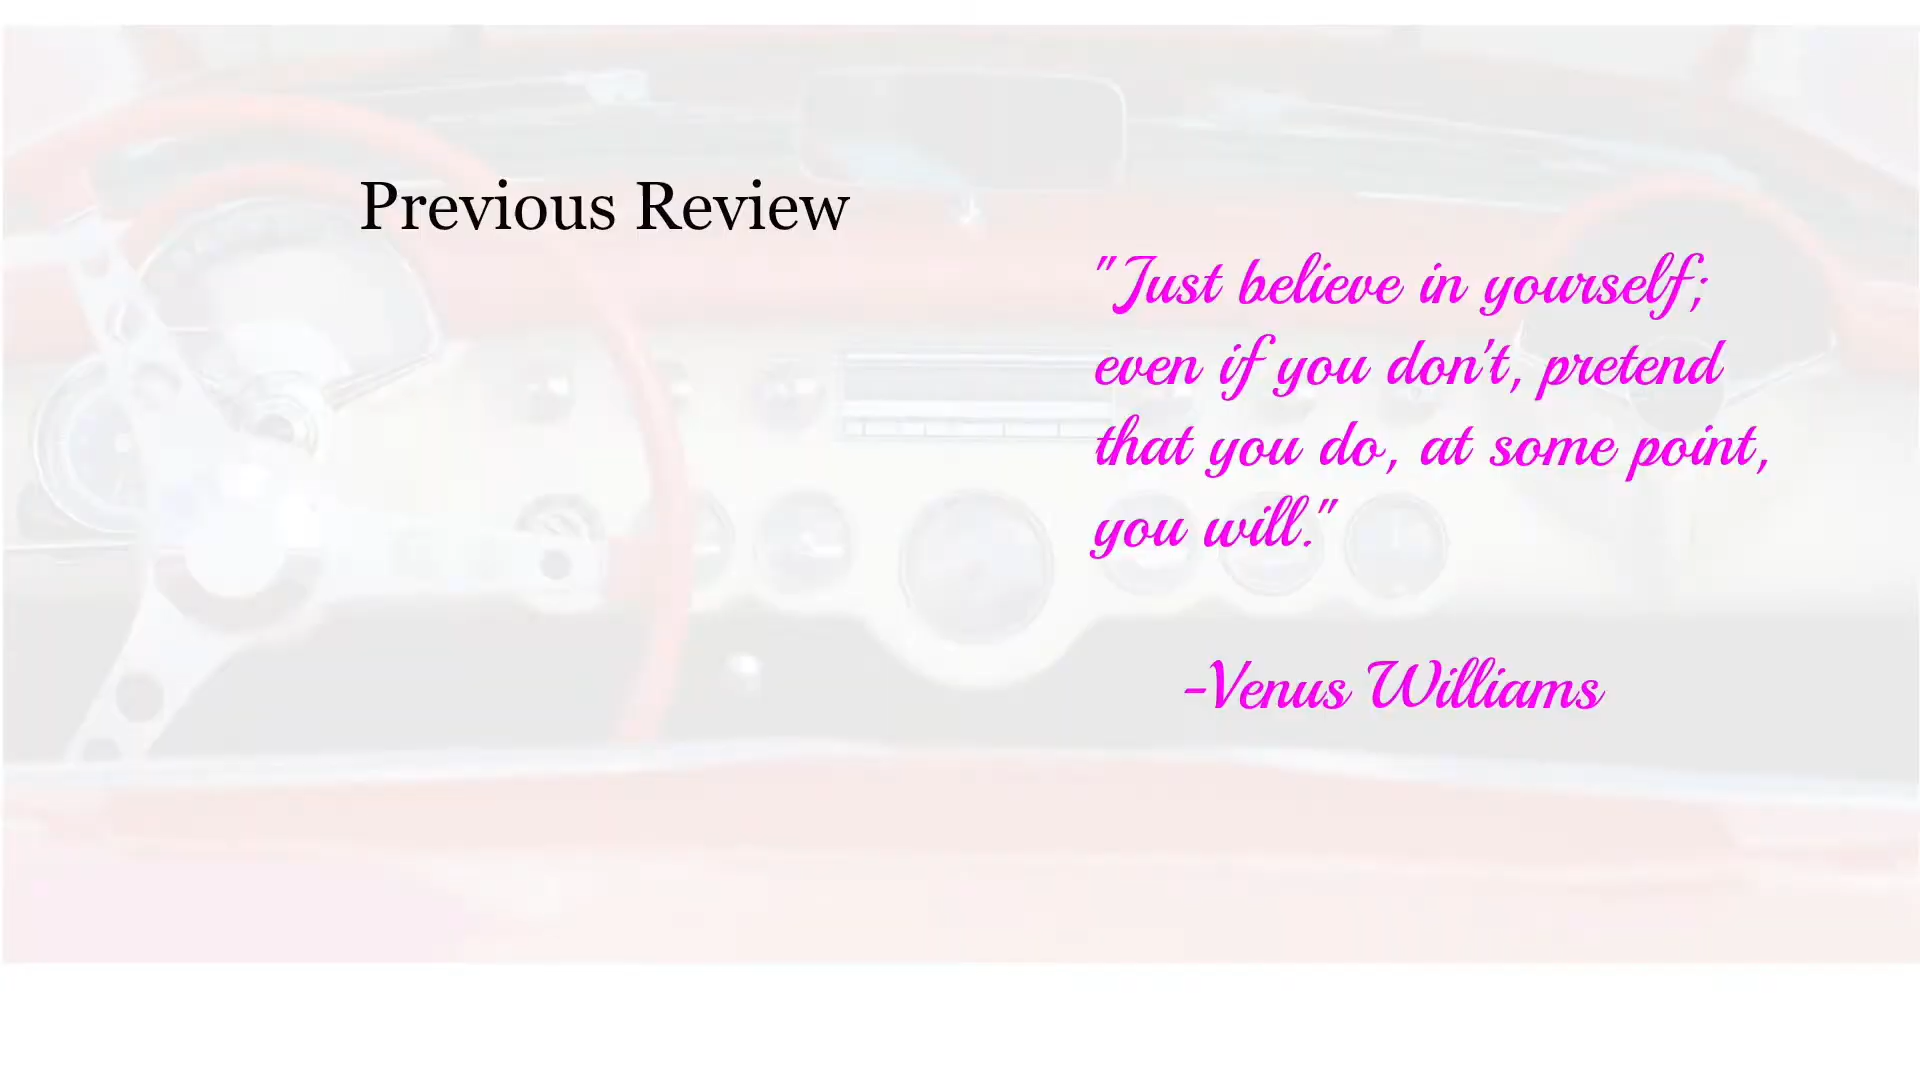 Previous Review
"Just believe in yourself;
even if you don't, pretend
that you do, at some point,
you will."
-Venus Williams